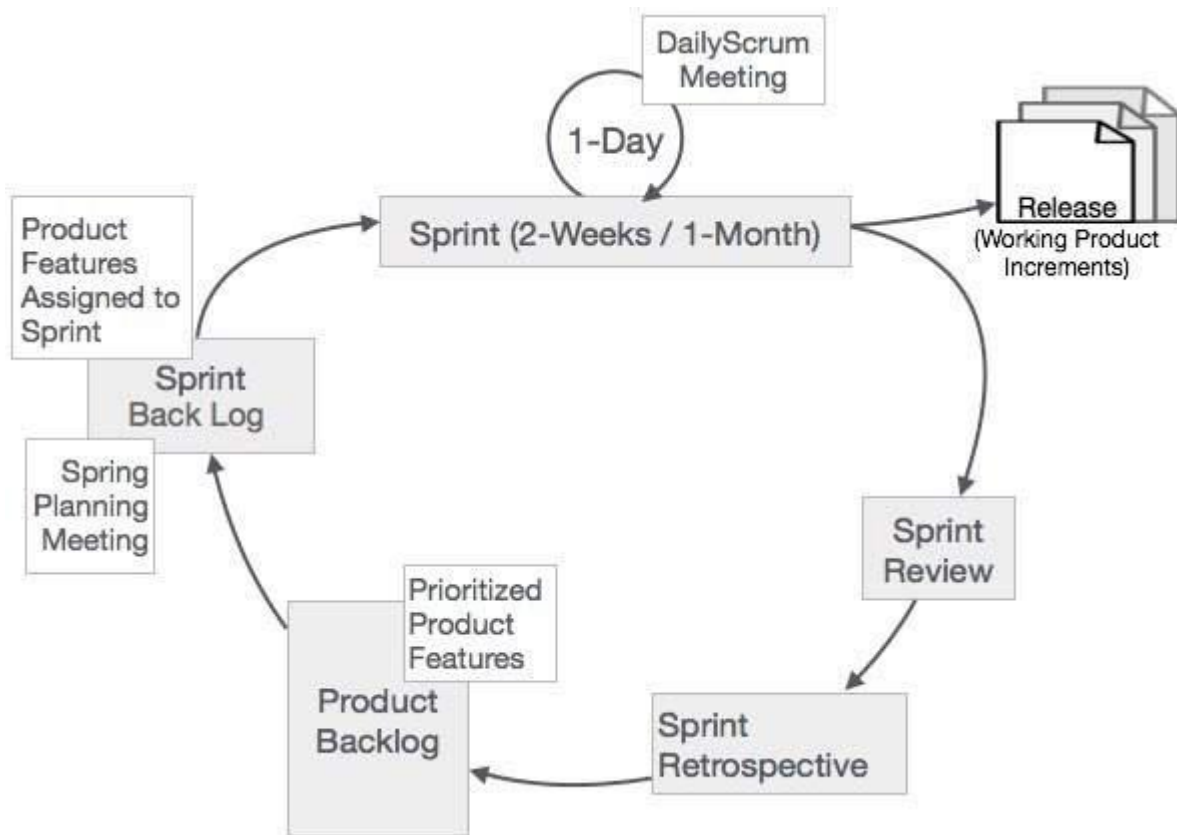 DailyScrum
Meeting
1-Day
Sprint (2-Weeks / 1-Month)
Release
(Working Product
Increments)
Product
Features
Assigned to
Sprint
Sprint
Back Log
Spring
Planning
Meeting
Sprint
Review
Prioritized
Product
Features
Product
Backlog
Sprint
Retrospective